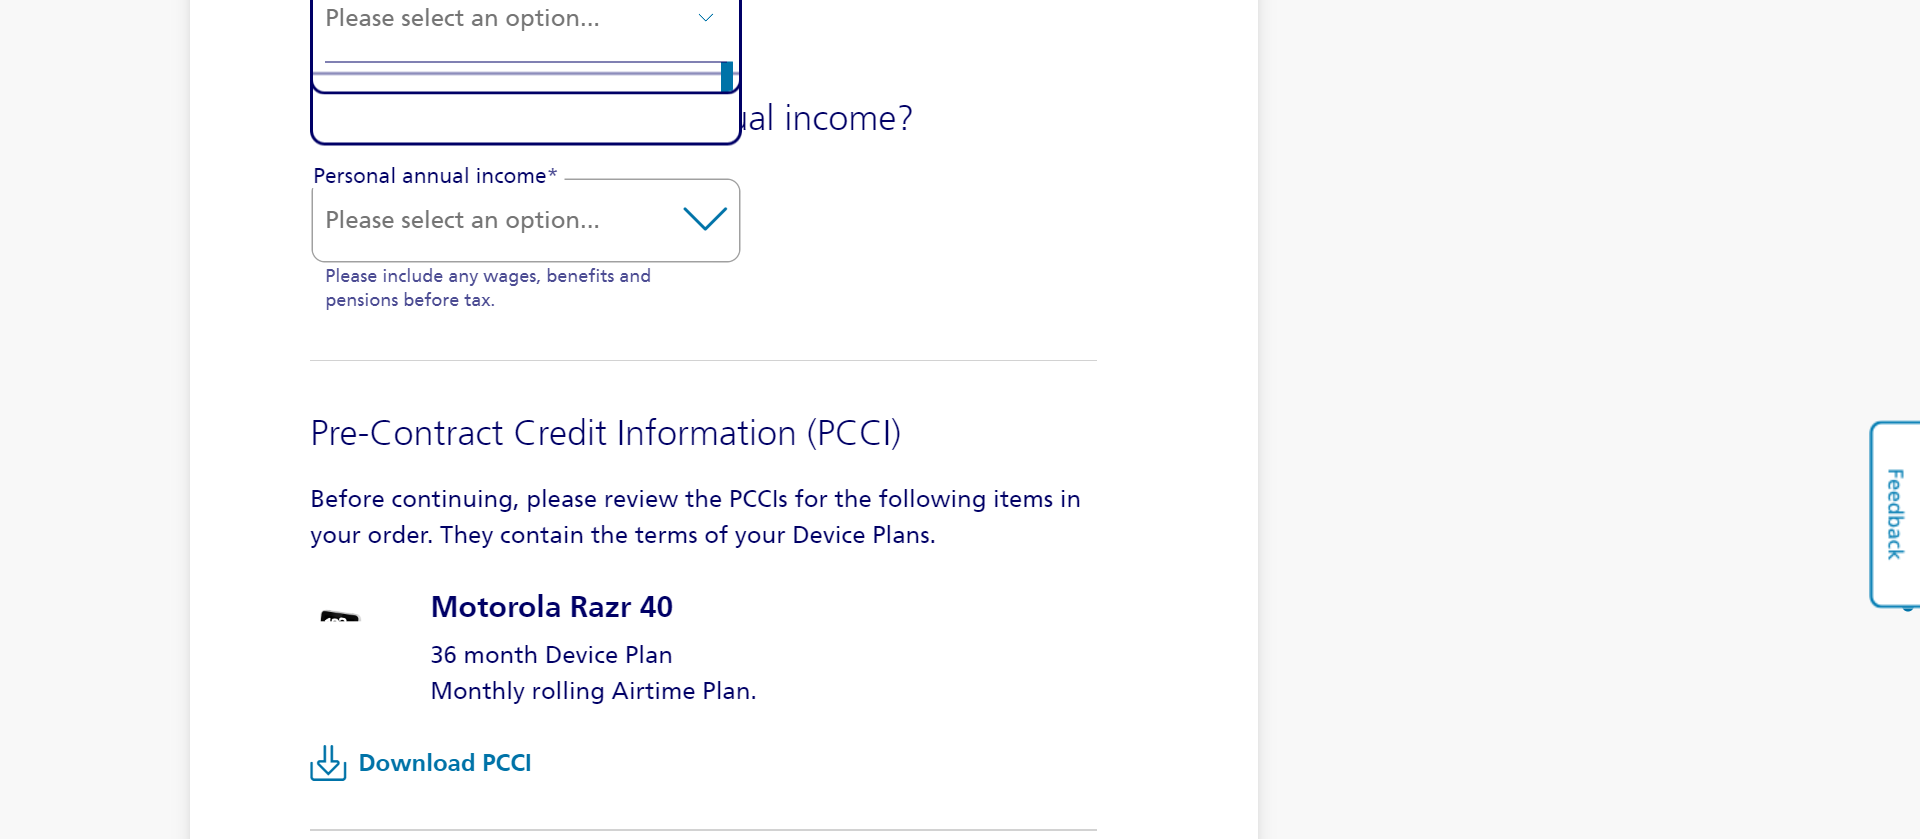 Please select an option...
ual income?
Personal annual income*
Please select an option...
Please include any wages, benefits and
pensions before tax.
Pre-Contract Credit Information (PCCI)
Before continuing, please review the PCCIs for the following items in
your order. They contain the terms of your Device Plans.
Motorola Razr 40
36 month Device Plan
Monthly rolling Airtime Plan.
Download PCCI
Feedback